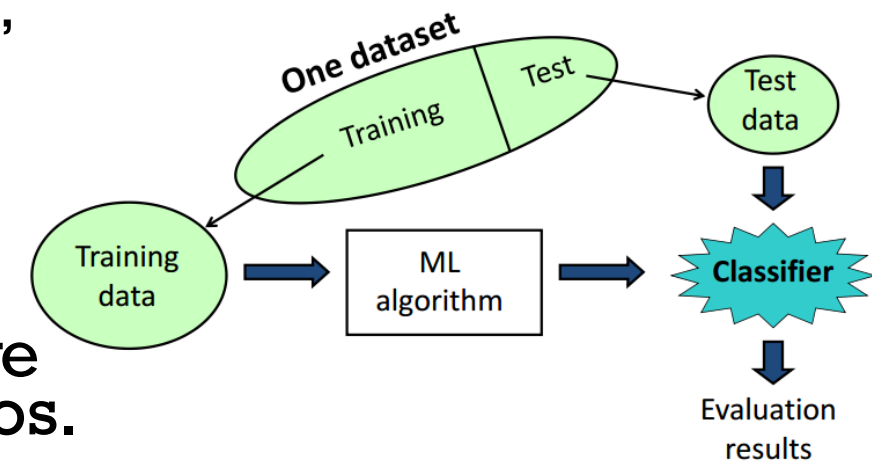 ,
One dataset
Training
Test
Test
data
Training
data
ML
algorithm
Classifier
Evaluation
results